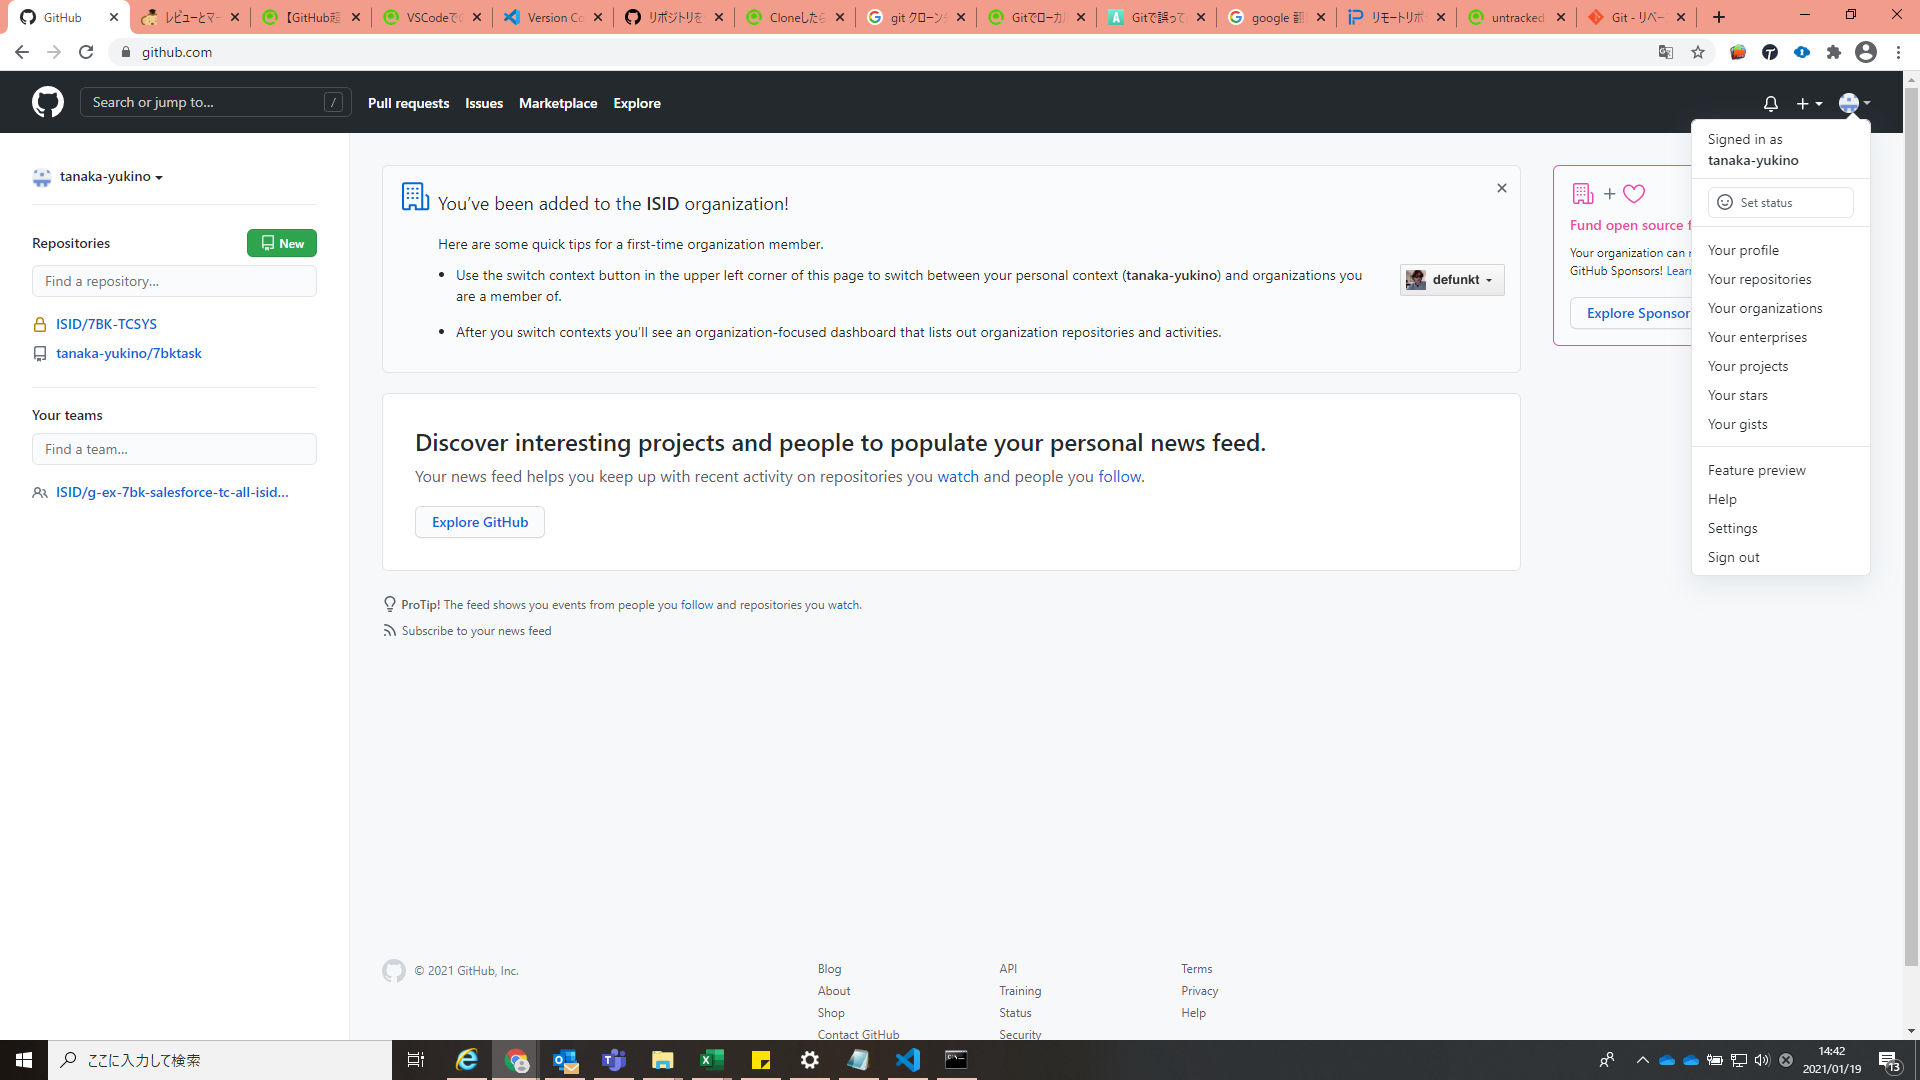 GitHub
レビューとマー
【GitHub超
VSCodeでの
Version Co
リポジトリを
Cloneしたら
git クローン
Gitでローカル
Gitで誤って
google 翻
リモートリポ
untracked
Git - リベー
github.com
Search or jump to...
/
Pull requests
Issues
Marketplace
Explore
Signed in as
tanaka-yukino
Set status
Your profile
Your repositories
Your organizations
Your enterprises
Your projects
Your stars
Your gists
Feature preview
Help
Settings
Sign out
tanaka-yukino
Repositories
New
Find a repository...
ISID/7BK-TCSYS
tanaka-yukino/7bktask
Your teams
Find a team...
ISID/g-ex-7bk-salesforce-tc-all-isid...
You've been added to the ISID organization!
Here are some quick tips for a first-time organization member.
• Use the switch context button in the upper left corner of this page to switch between your personal context (tanaka-yukino) and organizations you
are a member of.
defunkt
• After you switch contexts you'll see an organization-focused dashboard that lists out organization repositories and activities.
Fund open source f
Your organization can
GitHub Sponsors! Lear
Explore Sponsor
Discover interesting projects and people to populate your personal news feed.
Your news feed helps you keep up with recent activity on repositories you watch and people you follow.
Explore GitHub
ProTip! The feed shows you events from people you follow and repositories you watch.
Subscribe to your news feed
© 2021 GitHub, Inc.
Blog
About
Shop
Contact GitHub
API
Training
Status
Security
Terms
Privacy
Help
ここに入力して検索
14:42
2021/01/19
13